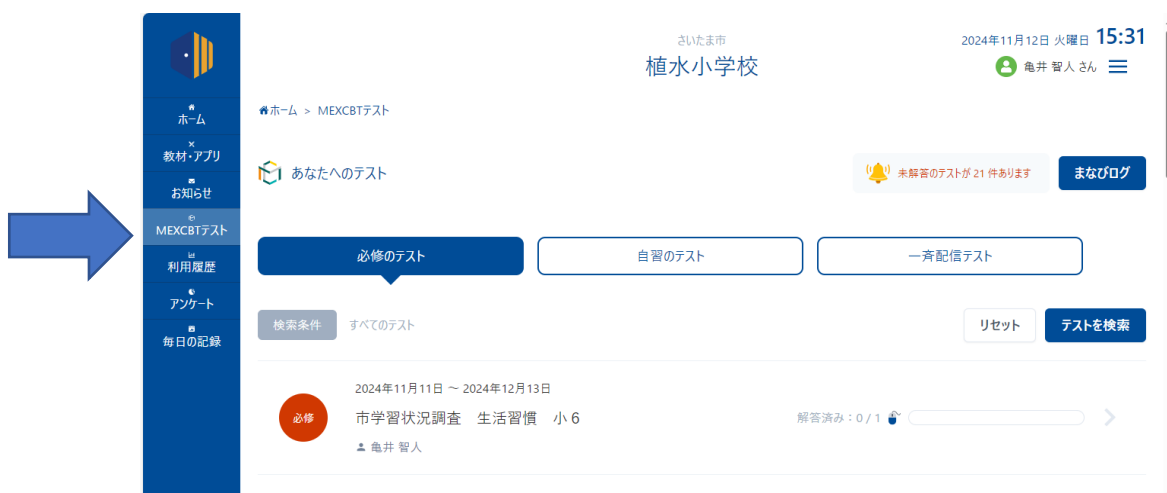 さいたま市
植水小学校
2024年11月12日 火曜日 15:31
亀井 智人 さん
ホーム
教材・アプリ
お知らせ
MEXCBTテスト
利用履歴
アンケート
毎日の記録
ホーム > MEXCBTテスト
あなたへのテスト
未解答のテストが 21 件あります
まなびログ
必修のテスト
自習のテスト
一斉配信テスト
検索条件
すべてのテスト
リセット
テストを検索
必修
2024年11月11日 ～ 2024年12月13日
市学習状況調査　生活習慣　小６
亀井 智人
解答済み：0 / 1